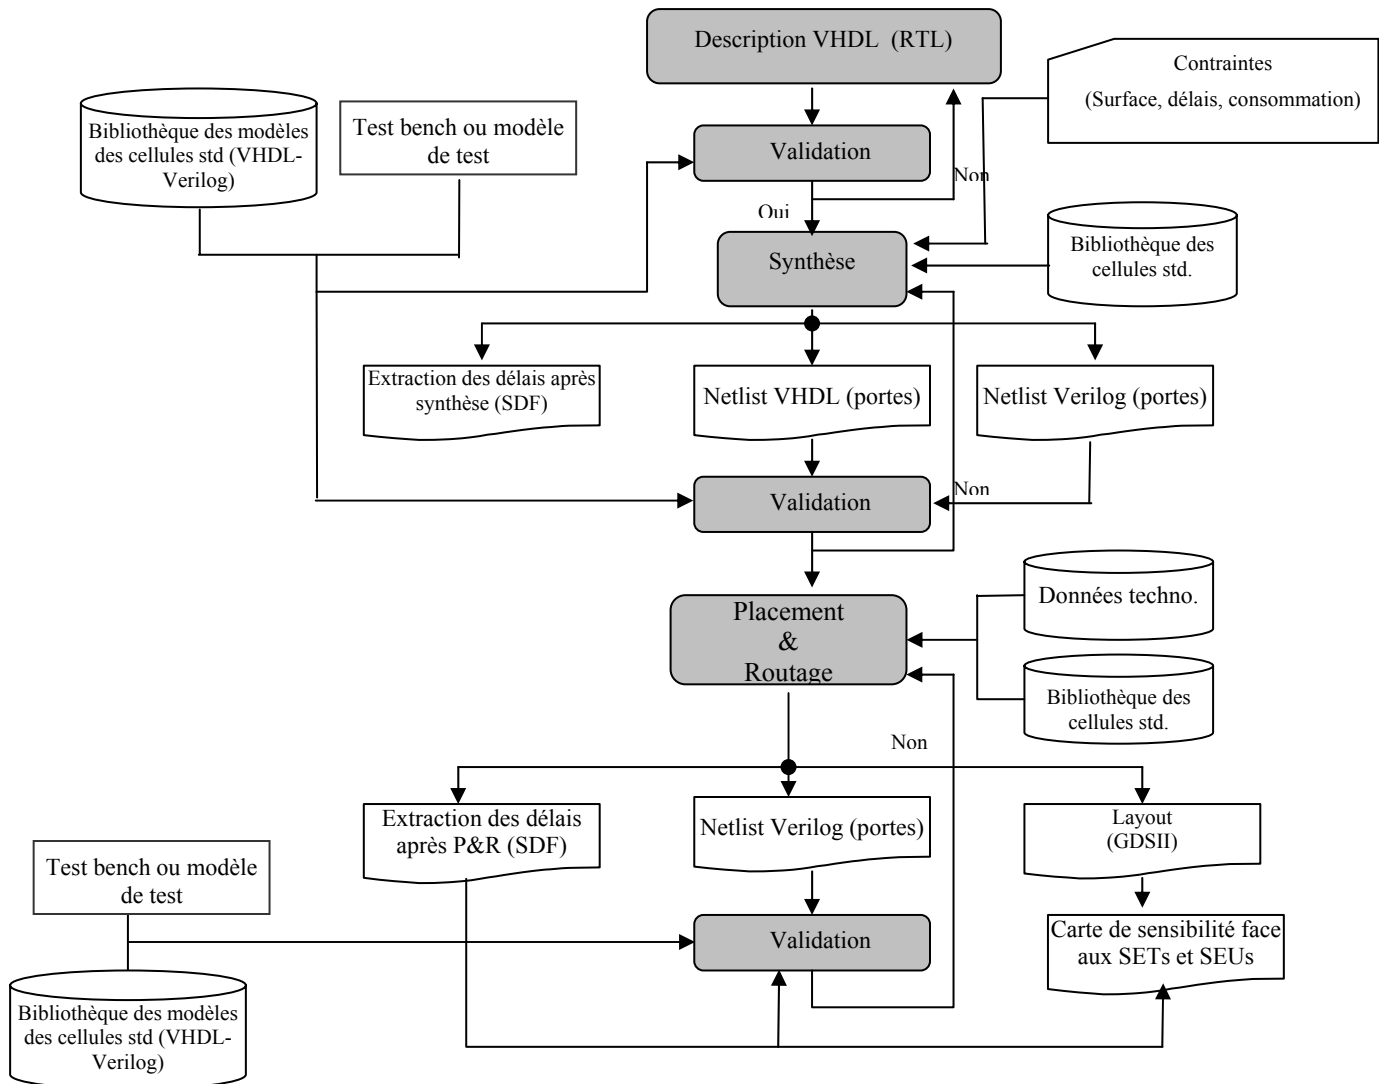 Description VHDL (RTL)
Contraintes
(Surface, délais, consommation)
Bibliothèque des modèles
des cellules std (VHDL-
Verilog)
Test bench ou modèle
de test
Validation
Non
Oui
Synthèse
Bibliothèque des
cellules std.
Extraction des délais après
synthèse (SDF)
Netlist VHDL (portes)
Netlist Verilog (portes)
Validation
Non
Placement
&
Routage
Données techno.
Bibliothèque des
cellules std.
Non
Extraction des délais
après P&R (SDF)
Netlist Verilog (portes)
Layout
(GDSII)
Test bench ou modèle
de test
Validation
Carte de sensibilité face
aux SETs et SEUs
Bibliothèque des modèles
des cellules std (VHDL-
Verilog)